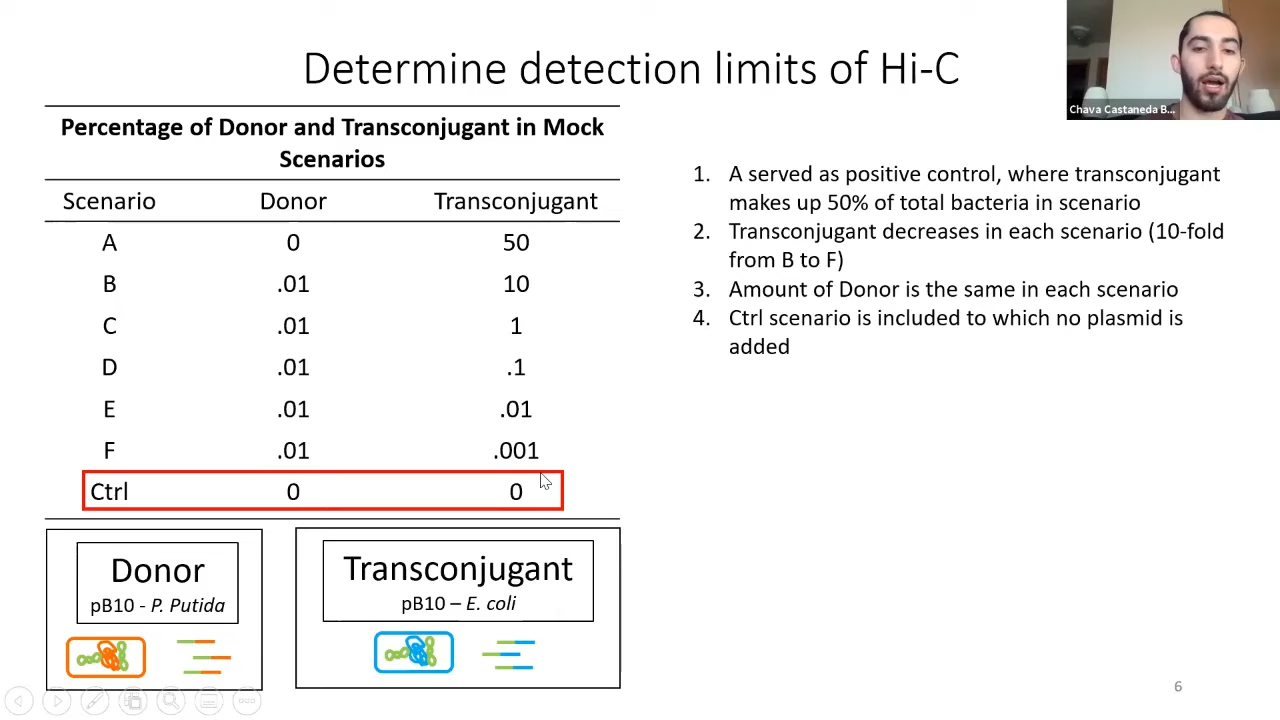 Determine detection limits of Hi-C
Chava Castaneda B...
Percentage of Donor and Transconjugant in Mock
Scenarios
Scenario Donor Transconjugant
A 0 50
B .01 10
C .01 1
D .01 .1
E .01 .01
F .01 .001
Ctrl 0 0
1. A served as positive control, where transconjugant
makes up 50% of total bacteria in scenario
2. Transconjugant decreases in each scenario (10-fold
from B to F)
3. Amount of Donor is the same in each scenario
4. Ctrl scenario is included to which no plasmid is
added
Donor
pB10 - P. Putida
Transconjugant
pB10 – E. coli
6